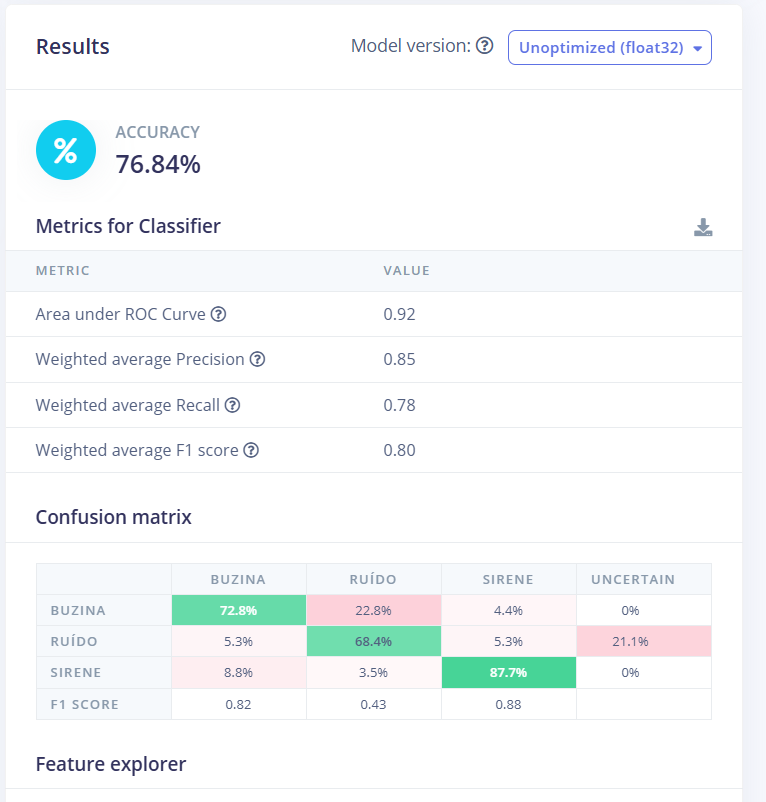 Results
Model version: ? Unoptimized (float32)
%
ACCURACY
76.84%
Metrics for Classifier
METRIC VALUE
Area under ROC Curve ? 0.92
Weighted average Precision ? 0.85
Weighted average Recall ? 0.78
Weighted average F1 score ? 0.80
Confusion matrix
BUZINA RUÍDO SIRENE UNCERTAIN
BUZINA 72.8% 22.8% 4.4% 0%
RUÍDO 5.3% 68.4% 5.3% 21.1%
SIRENE 8.8% 3.5% 87.7% 0%
F1 SCORE 0.82 0.43 0.88
Feature explorer